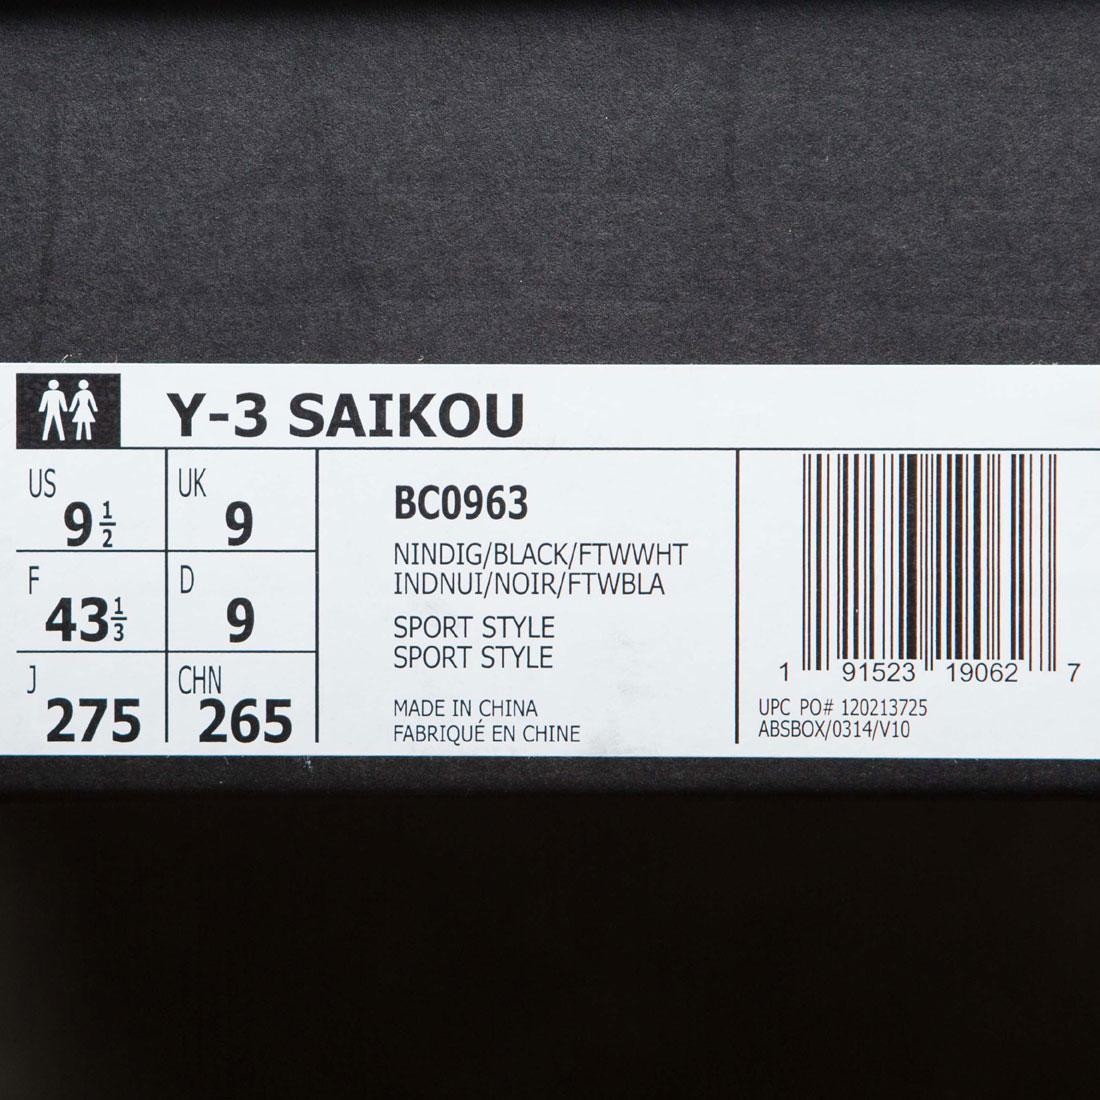 Y-3 SAIKOU
US 9 1/2
UK 9
F 43 1/3
D 9
J 275
CHN 265
BC0963
NINDIG/BLACK/FTWWHT
INDNUI/NOIR/FTWBLA
SPORT STYLE
SPORT STYLE
MADE IN CHINA
FABRIQUÉ EN CHINE
1 91523 19062 7
UPC PO# 120213725
ABSBOX/0314/V10